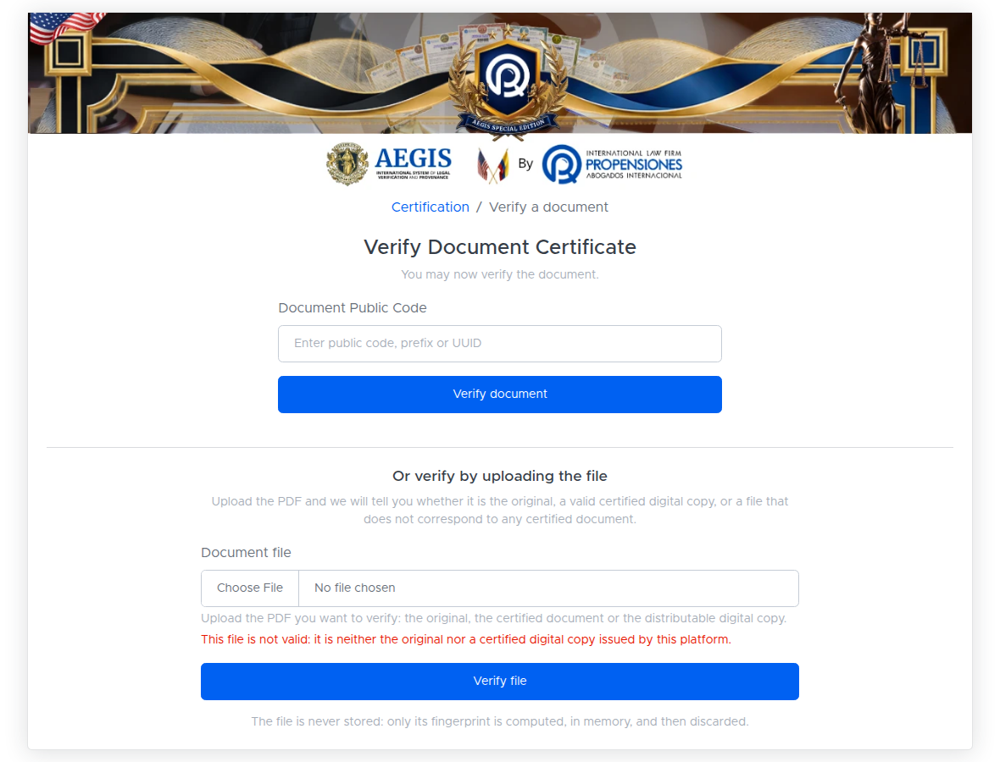 AEGIS SPECIAL EDITION
AEGIS
INTERNATIONAL SYSTEM OF LEGAL
VERIFICATION AND PROVENANCE
By
INTERNATIONAL LAW FIRM
PROPENSIONES
ABOGADOS INTERNACIONAL
Certification / Verify a document
Verify Document Certificate
You may now verify the document.
Document Public Code
Enter public code, prefix or UUID
Verify document
Or verify by uploading the file
Upload the PDF and we will tell you whether it is the original, a valid certified digital copy, or a file that
does not correspond to any certified document.
Document file
Choose File No file chosen
Upload the PDF you want to verify: the original, the certified document or the distributable digital copy.
This file is not valid: it is neither the original nor a certified digital copy issued by this platform.
Verify file
The file is never stored: only its fingerprint is computed, in memory, and then discarded.